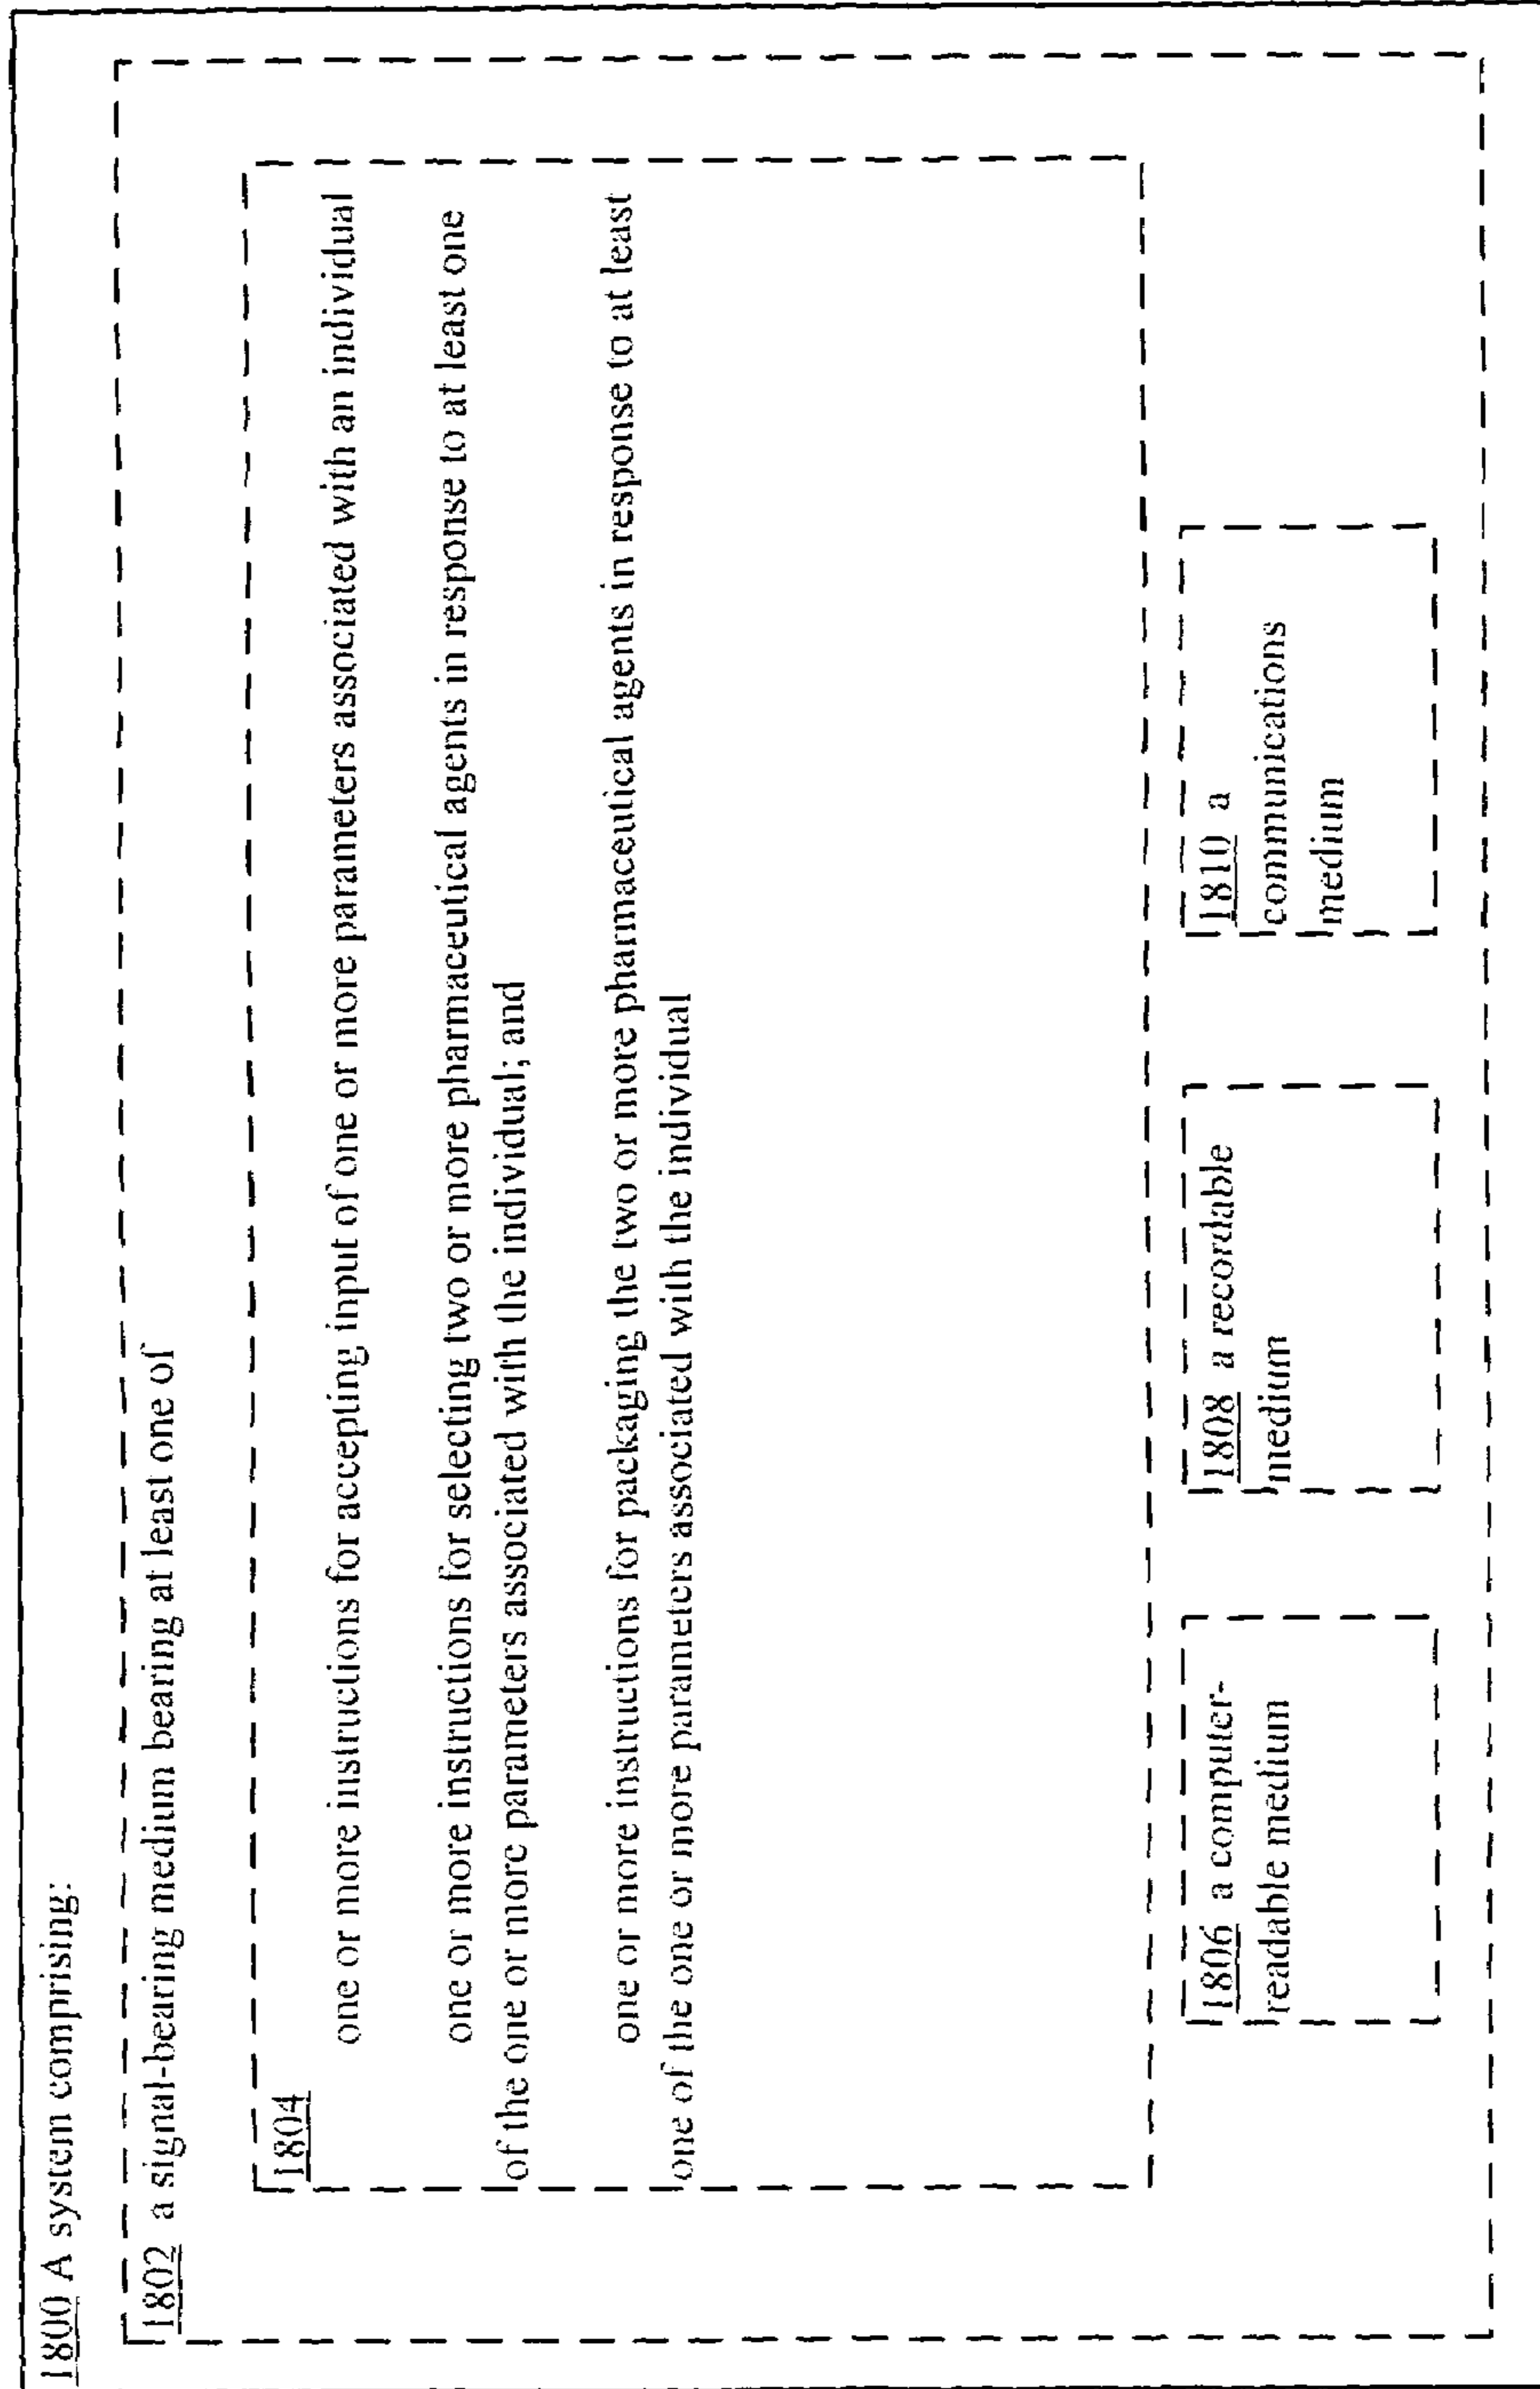 1800 A system comprising:
1802 a signal-bearing medium bearing at least one of
1804
one or more instructions for accepting input of one or more parameters associated with an individual
one or more instructions for selecting two or more pharmaceutical agents in response to at least one
of the one or more parameters associated with the individual; and
one or more instructions for packaging the two or more pharmaceutical agents in response to at least
one of the one or more parameters associated with the individual
1806 a computer-
readable medium
1808 a recordable
medium
1810 a
communications
medium